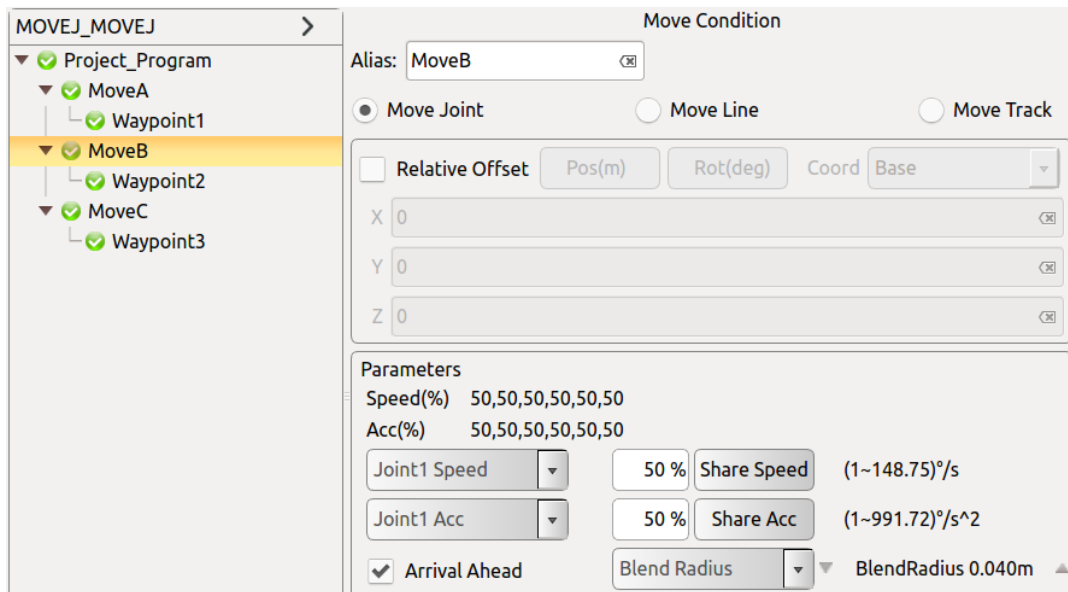 MOVEJ_MOVEJ
Project_Program
MoveA
Waypoint1
MoveB
Waypoint2
MoveC
Waypoint3
Move Condition
Alias: MoveB
Move Joint Move Line Move Track
Relative Offset Pos(m) Rot(deg) Coord Base
X 0
Y 0
Z 0
Parameters
Speed(%) 50,50,50,50,50,50
Acc(%) 50,50,50,50,50,50
Joint1 Speed 50 % Share Speed (1~148.75)°/s
Joint1 Acc 50 % Share Acc (1~991.72)°/s^2
Arrival Ahead Blend Radius BlendRadius 0.040m